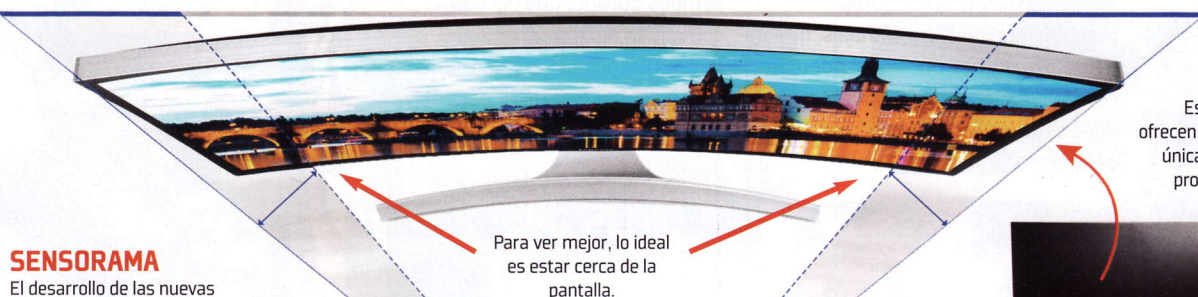 Es
ofrecen
única
pro
Para ver mejor, lo ideal
es estar cerca de la
pantalla.
SENSORAMA
El desarrollo de las nuevas